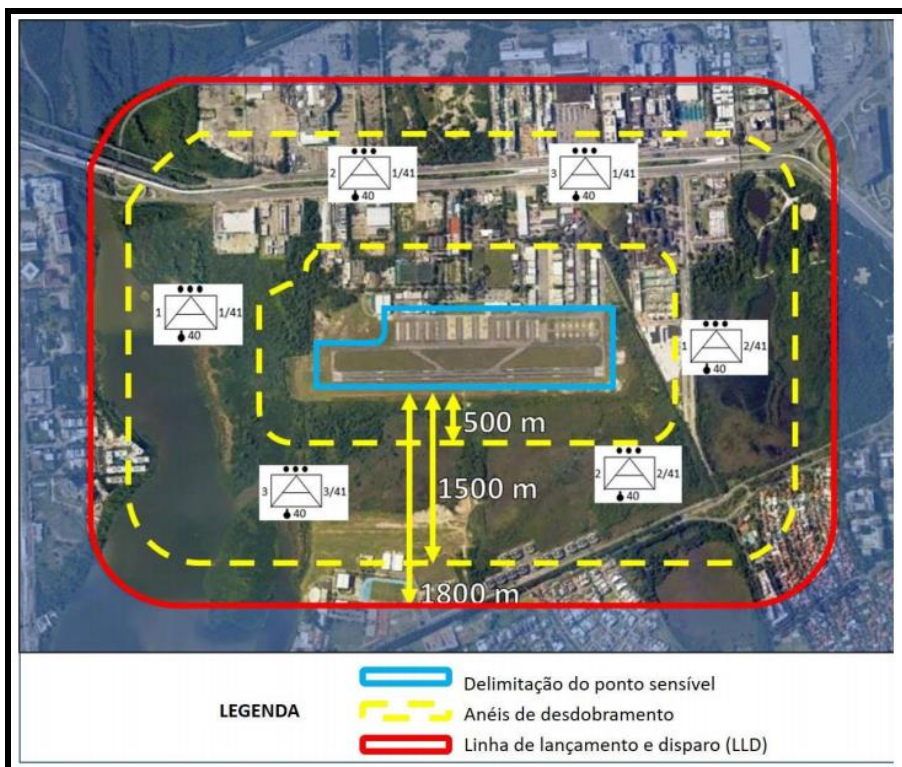 2 1/41
40
3 1/41
40
1 1/41
40
1 2/41
40
500 m
2 2/41
40
3 3/41
40
1500 m
1800 m
LEGENDA
Delimitação do ponto sensível
Anéis de desdobramento
Linha de lançamento e disparo (LLD)